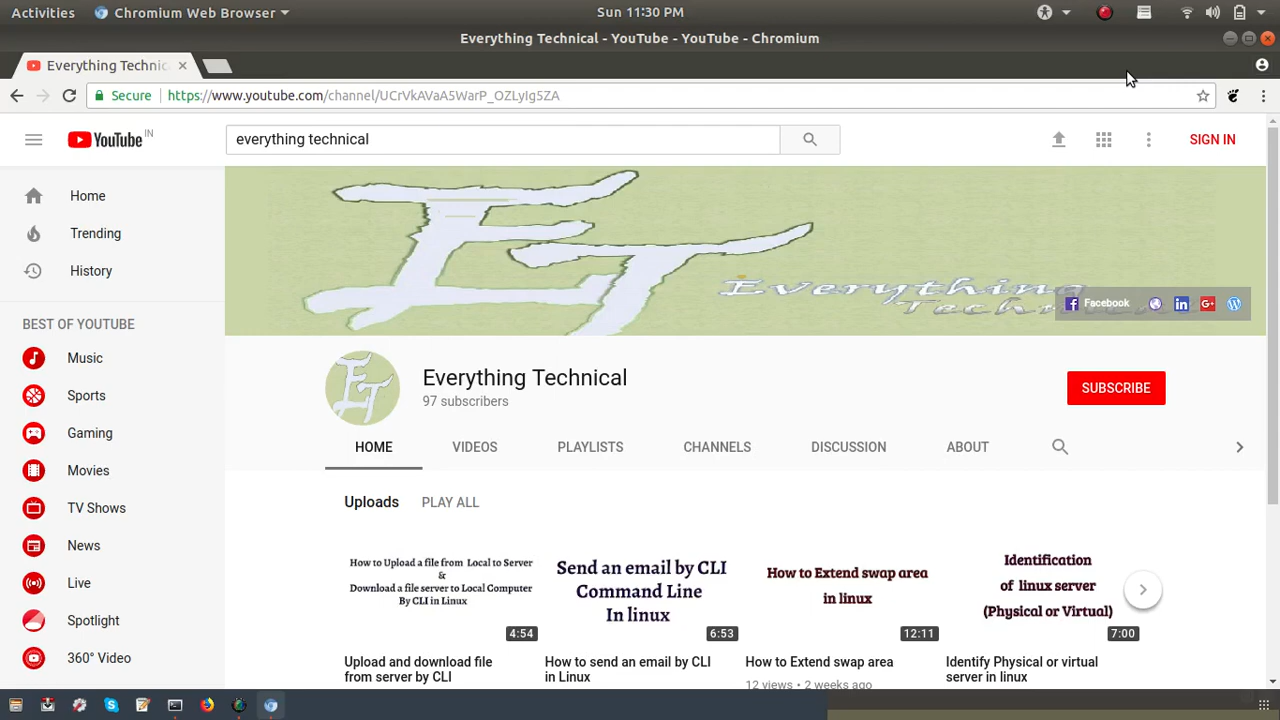 Activities Chromium Web Browser Sun 11:30 PM
Everything Technical - YouTube - YouTube - Chromium
Everything Technic
Secure https://www.youtube.com/channel/UCrVkAVaA5WarP_OZLyIg5ZA
YouTube IN everything technical SIGN IN
Home
Trending
History
BEST OF YOUTUBE
Music
Sports
Gaming
Movies
TV Shows
News
Live
Spotlight
360° Video
ET
Everything
Technical
Facebook
ET
Everything Technical
97 subscribers
SUBSCRIBE
HOME VIDEOS PLAYLISTS CHANNELS DISCUSSION ABOUT
Uploads PLAY ALL
How to Upload a file from Local to Server
&
Download a file server to Local Computer
By CLI in Linux
4:54
Upload and download file
from server by CLI
Send an email by CLI
Command Line
In linux
6:53
How to send an email by CLI
in Linux
How to Extend swap area
in linux
12:11
How to Extend swap area
12 views • 2 weeks ago
Identification
of linux server
(Physical or Virtual)
7:00
Identify Physical or virtual
server in linux